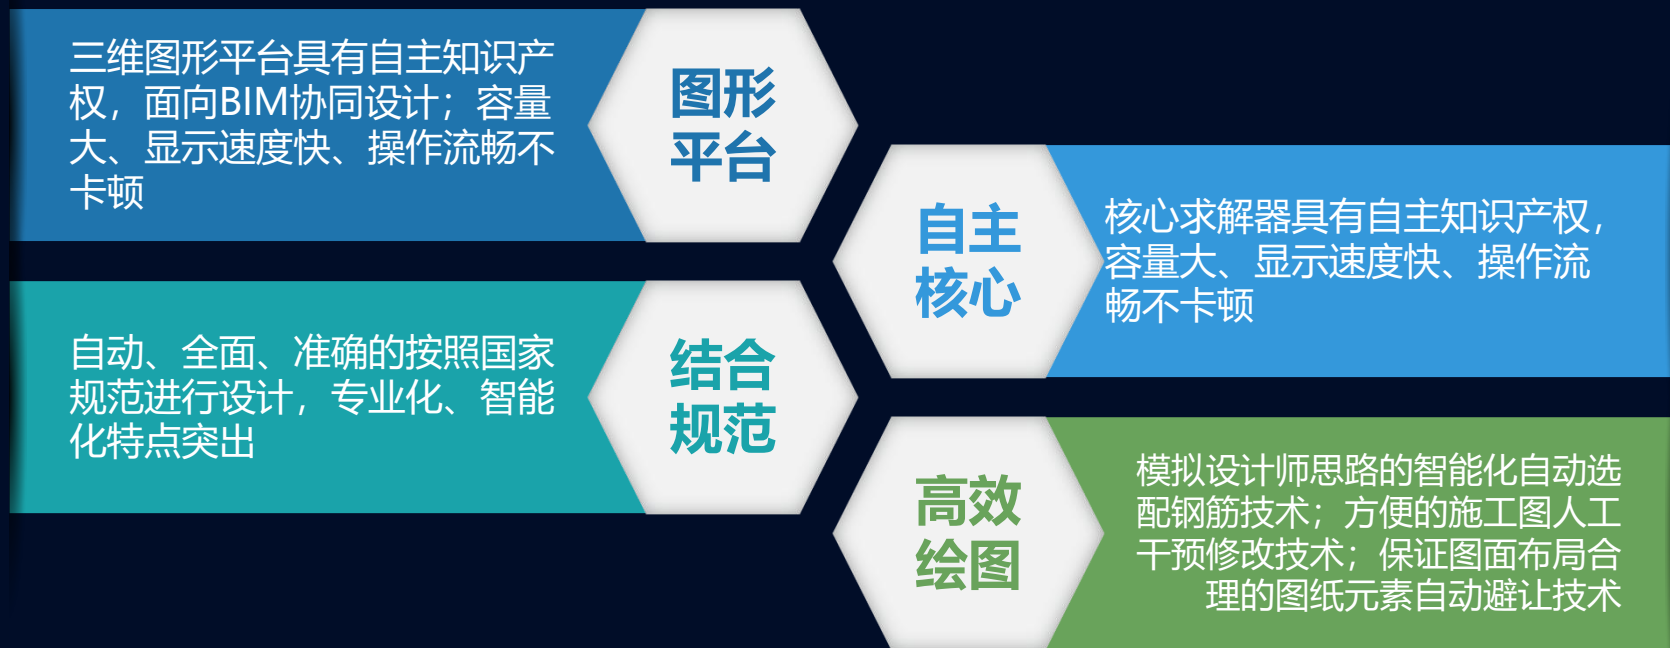 三维图形平台具有自主知识产
权，面向BIM协同设计；容量
大、显示速度快、操作流畅不
卡顿
图形
平台
自主
核心
核心求解器具有自主知识产权，
容量大、显示速度快、操作流
畅不卡顿
自动、全面、准确的按照国家
规范进行设计，专业化、智能
化特点突出
结合
规范
高效
绘图
模拟设计师思路的智能化自动选
配钢筋技术；方便的施工图人工
干预修改技术；保证图面布局合
理的图纸元素自动避让技术